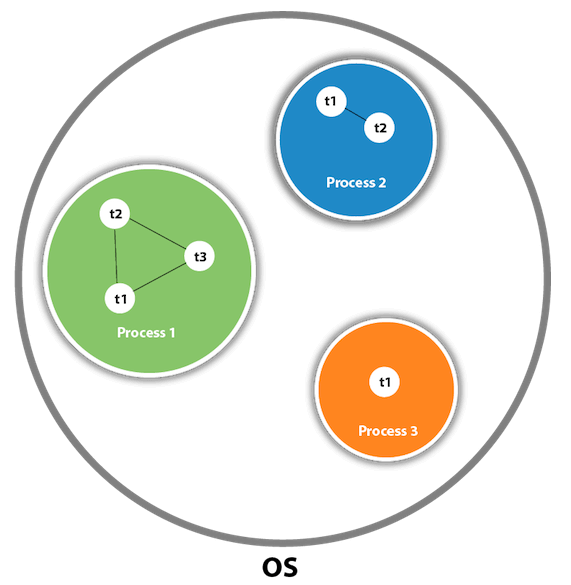 t1
t2
Process 2
t2
t3
t1
Process 1
t1
Process 3
OS